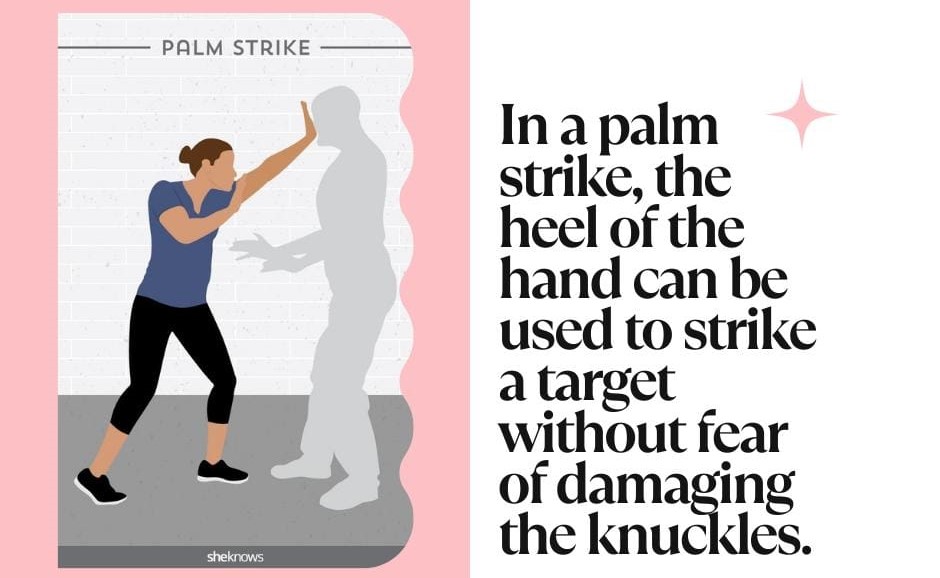 PALM STRIKE
sheknows
In a palm
strike, the
heel of the
hand can be
used to strike
a target
without fear
of damaging
the knuckles.